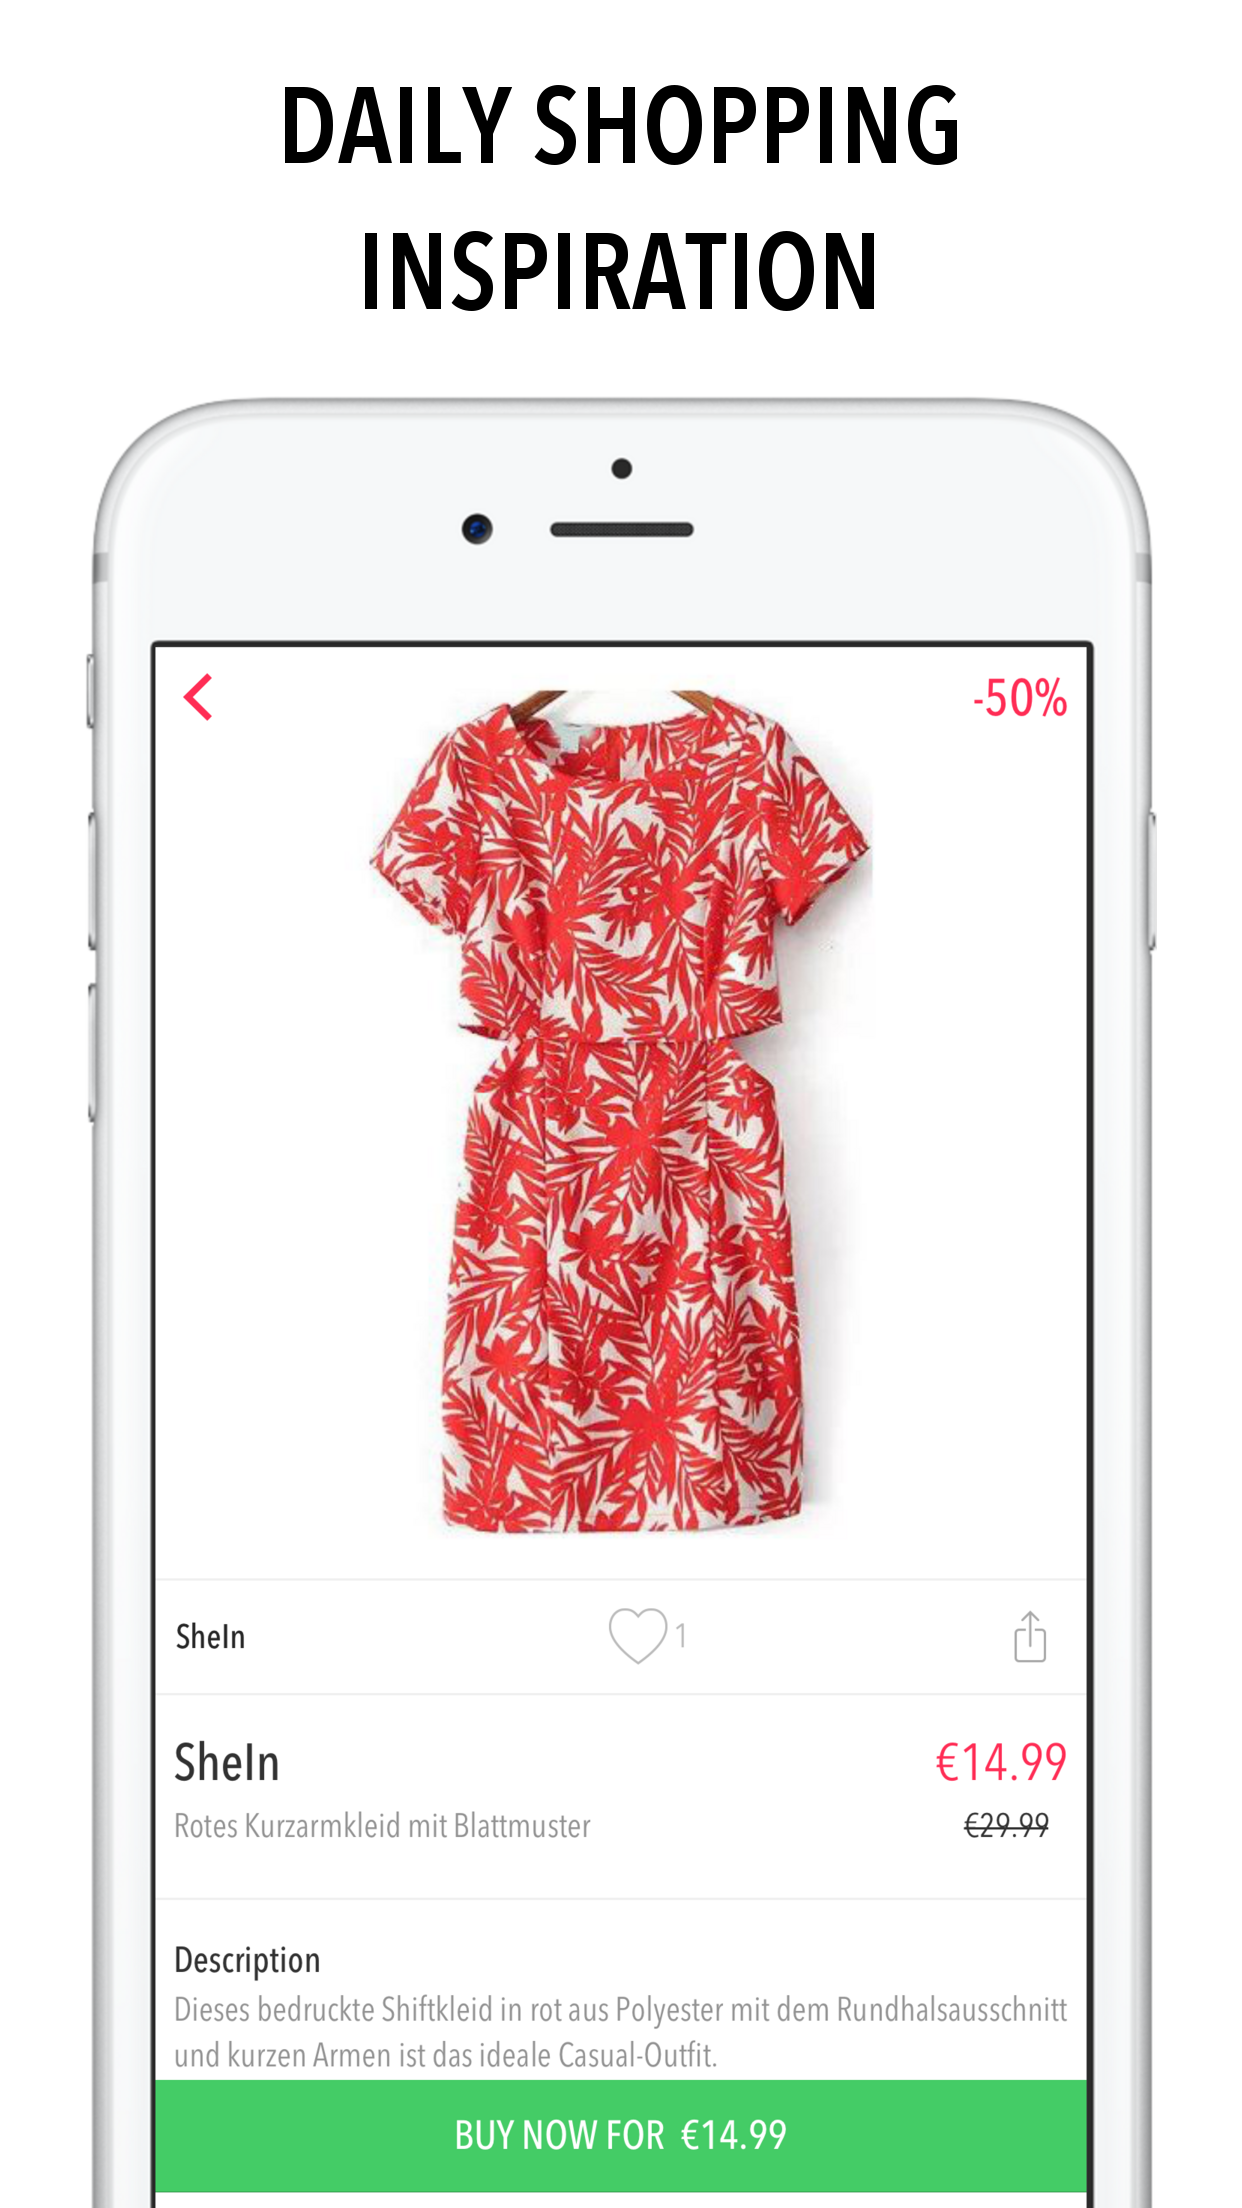 DAILY SHOPPING
INSPIRATION
-50%
SheIn
1
SheIn
€14.99
Rotes Kurzarmkleid mit Blattmuster
€29.99
Description
Dieses bedruckte Shiftkleid in rot aus Polyester mit dem Rundhalsausschnitt
und kurzen Armen ist das ideale Casual-Outfit.
BUY NOW FOR €14.99